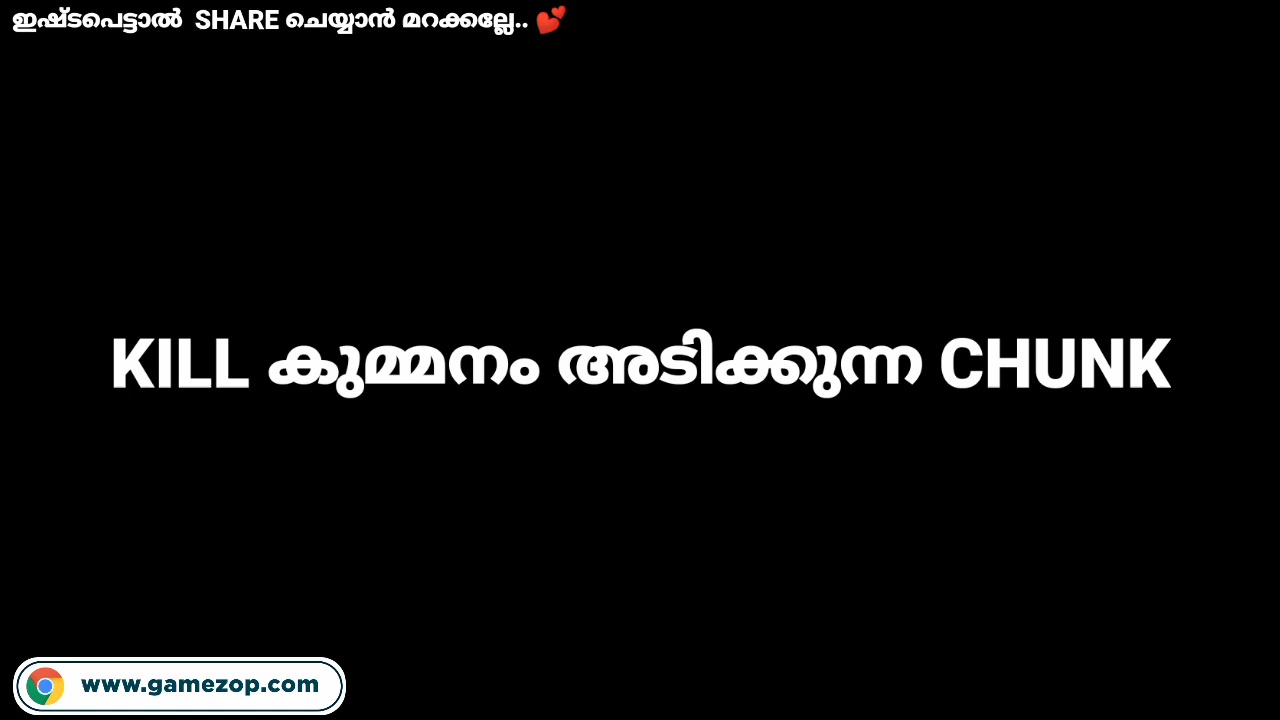 ഇഷ്ടപെട്ടാൽ SHARE ചെയ്യാൻ മറക്കല്ലേ.. 💕
KILL കുമ്മനം അടിക്കുന്ന CHUNK
www.gamezop.com